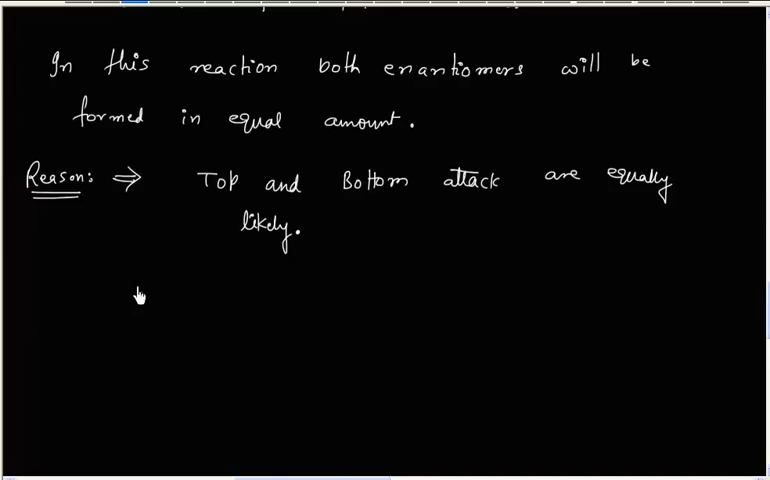 In this reaction both enantiomers will be
formed in equal amount.
Reason: ⇒ Top and Bottom attack are equally
likely.